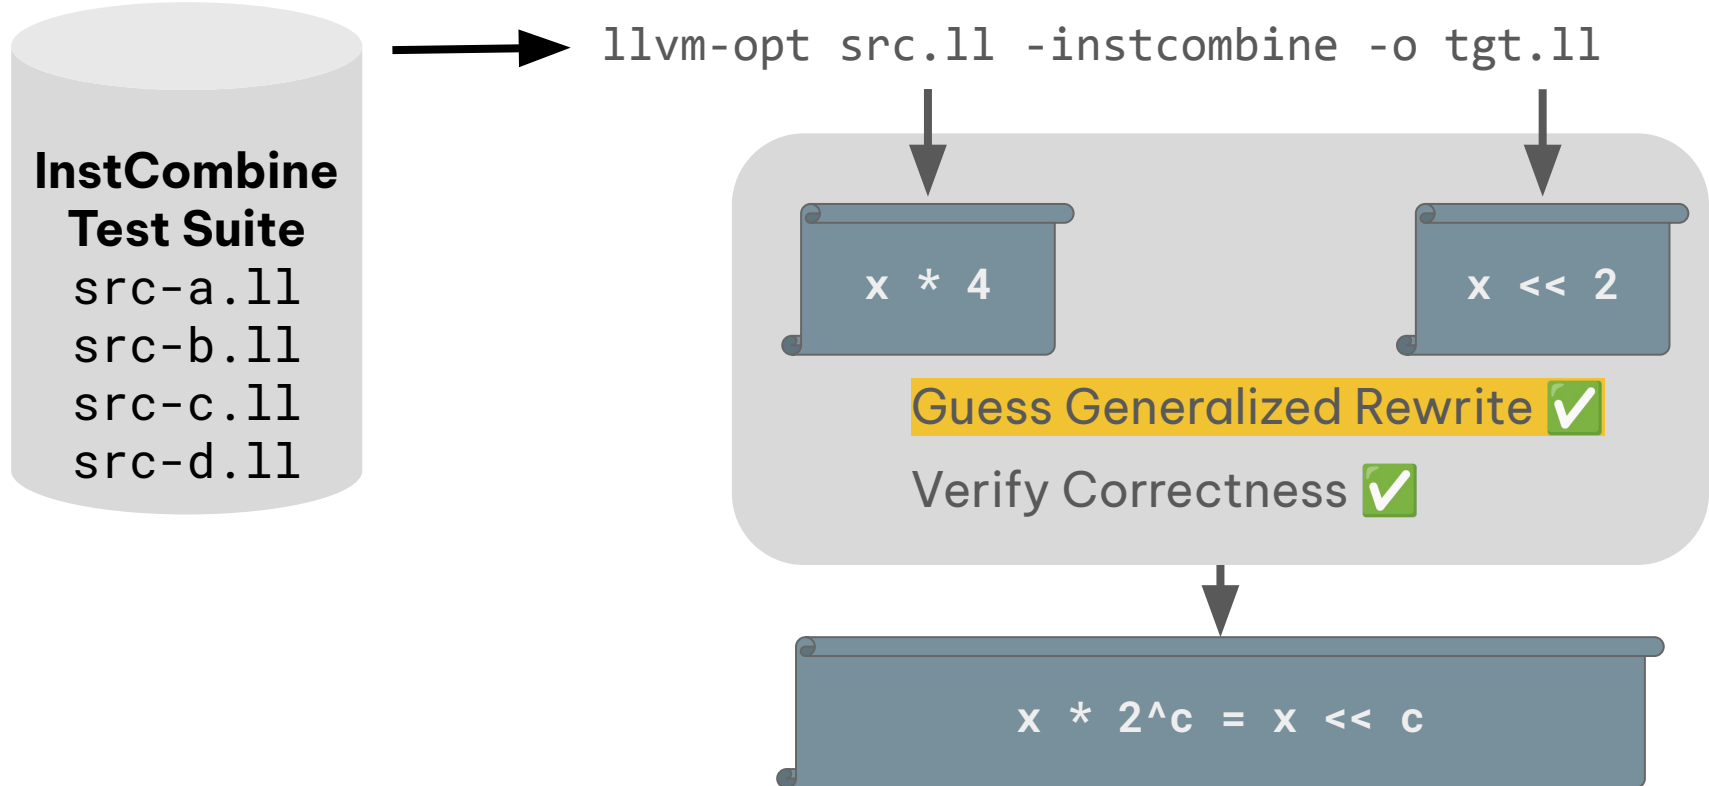 InstCombine
Test Suite
src-a.ll
src-b.ll
src-c.ll
src-d.ll
llvm-opt src.ll -instcombine -o tgt.ll
x * 4
x << 2
Guess Generalized Rewrite ✅
Verify Correctness ✅
x * 2^c = x << c